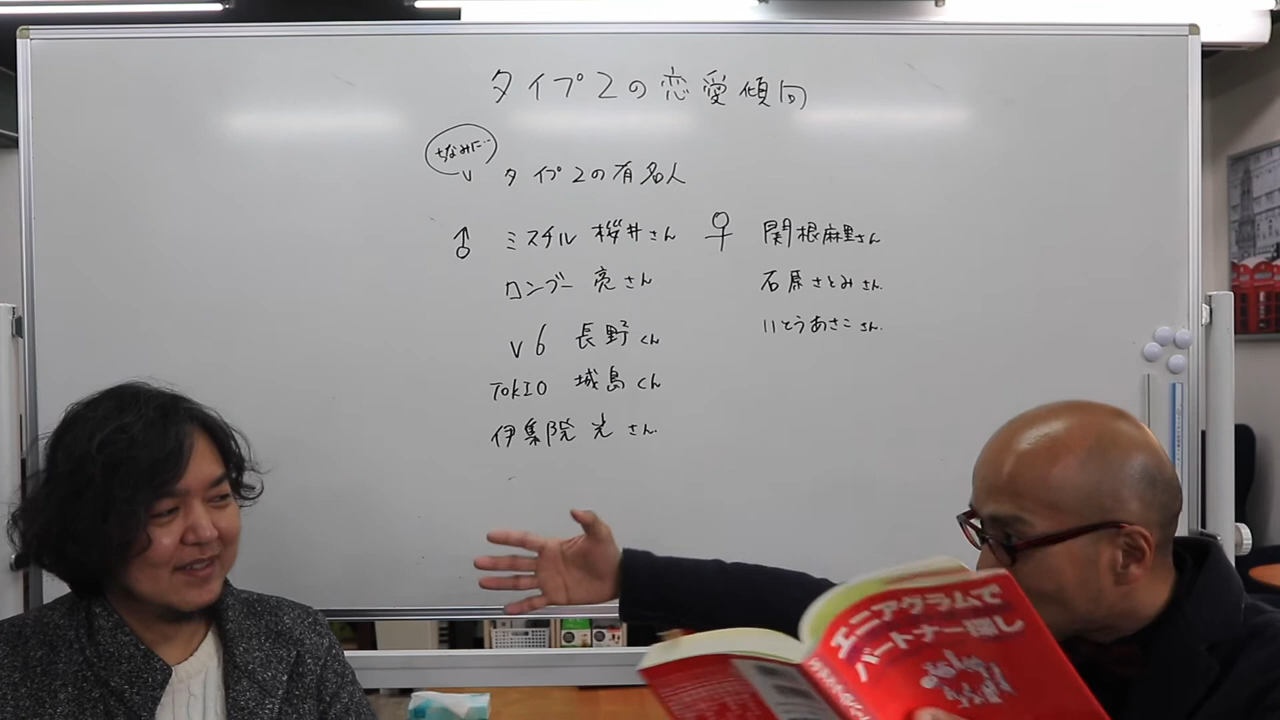 タイプ2の恋愛傾向
ちなみに…
タイプ2の有名人
♂ ミスチル 桜井さん
ロンブー 亮さん
V6 長野くん
TOKIO 城島くん
伊集院 光さん
♀ 関根麻里さん
石原さとみさん
いとうあさこさん
エニアグラムで
パートナー探し